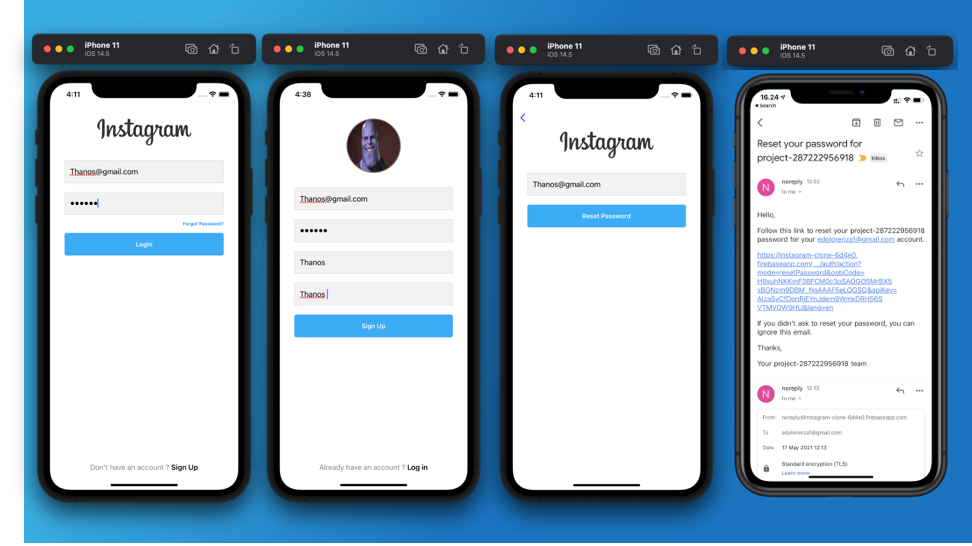 iPhone 11
iOS 14.5
4:11
Instagram
Thanos@gmail.com
••••••
Forgot Password?
Login
Don't have an account ? Sign Up
iPhone 11
iOS 14.5
4:38
Thanos@gmail.com
••••••
Thanos
Thanos
Sign Up
Already have an account ? Log in
iPhone 11
iOS 14.5
4:11
Instagram
Thanos@gmail.com
Reset Password
iPhone 11
iOS 14.5
16.24
Search
Reset your password for
project-287222956918 Inbox
N
noreply 12.02
to me
Hello,
Follow this link to reset your project-287222956918
password for your edolorenza1@gmail.com account.
https://instagram-clone-6d4e0.
firebaseapp.com/__/auth/action?
mode=resetPassword&oobCode=
If you didn't ask to reset your password, you can
ignore this email.
Thanks,
Your project-287222956918 team
N
noreply 12.13
to me
From noreply@instagram-clone-6d4e0.firebaseapp.com
To edolorenza1@gmail.com
Date 17 May 2021 12.13
Standard encryption (TLS)
Learn more